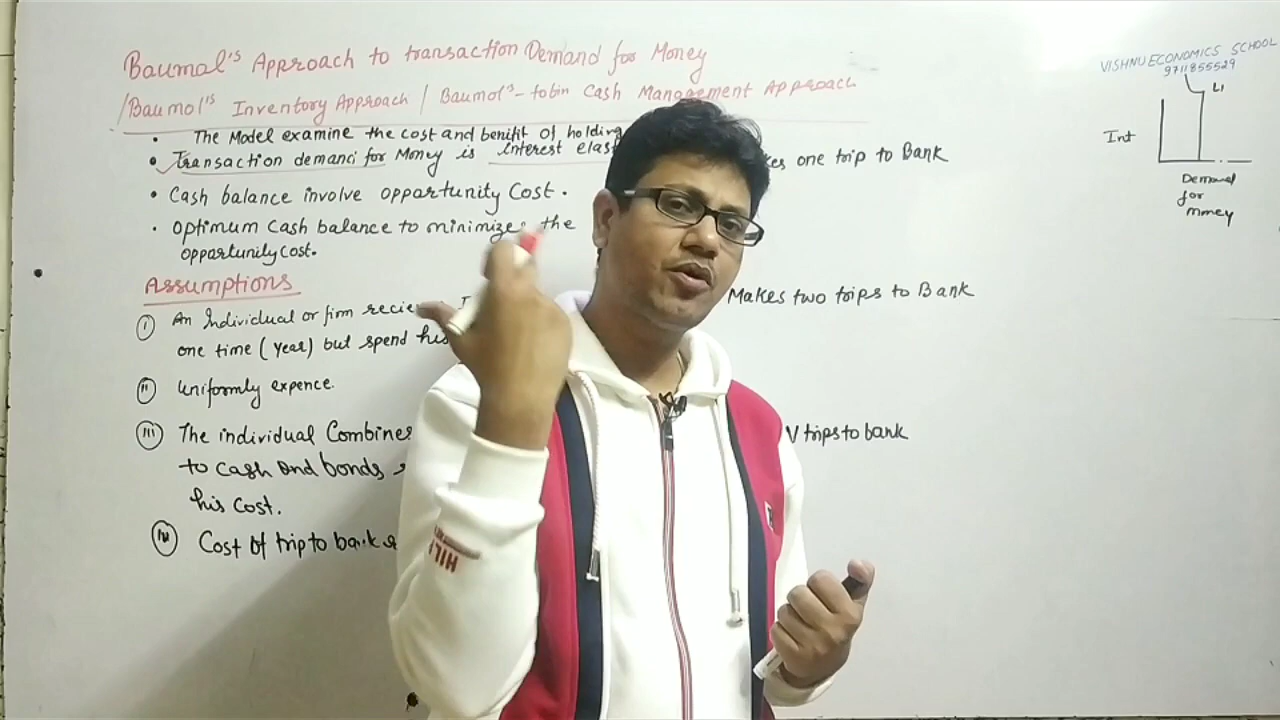 Baumol's Approach to transaction Demand for Money
/Baumol's Inventory Approach / Baumol's-tobin Cash Management Approach
• The Model examine the cost and benifit of holding
• Transaction demand for Money is interest elas
• Cash balance involve opportunity Cost.
• Optimum Cash balance to minimizes the
opportunity Cost.
Assumptions
(i) An Individual or firm recie
one time (year) but spend his
(ii) Uniformly expence.
(iii) The individual Combines
to Cash and bonds
his Cost.
(iv) Cost of trip to bank
kes one trip to Bank
Makes two trips to Bank
N trips to bank
VISHNU ECONOMICS SCHOOL
9711855529
L1
Int
Demand
for
money
HILF